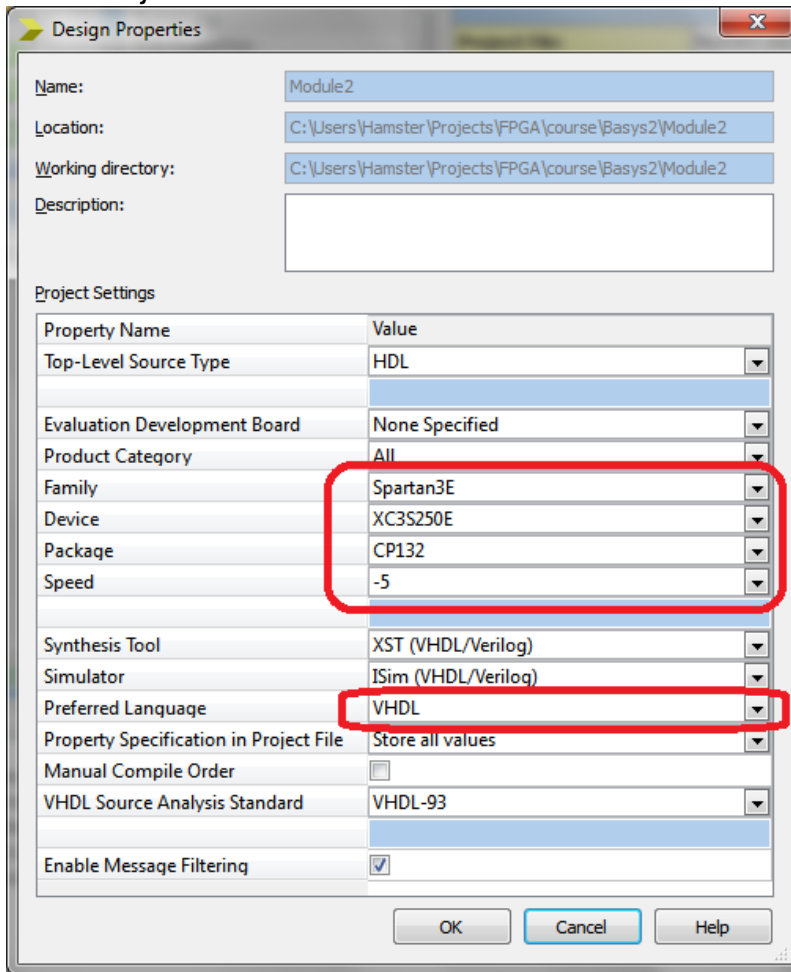 Design Properties
Name: Module2
Location: C:\Users\Hamster\Projects\FPGA\course\Basys2\Module2
Working directory: C:\Users\Hamster\Projects\FPGA\course\Basys2\Module2
Description:
Project Settings
Property Name Value
Top-Level Source Type HDL
Evaluation Development Board None Specified
Product Category All
Family Spartan3E
Device XC3S250E
Package CP132
Speed -5
Synthesis Tool XST (VHDL/Verilog)
Simulator ISim (VHDL/Verilog)
Preferred Language VHDL
Property Specification in Project File Store all values
Manual Compile Order
VHDL Source Analysis Standard VHDL-93
Enable Message Filtering
OK Cancel Help